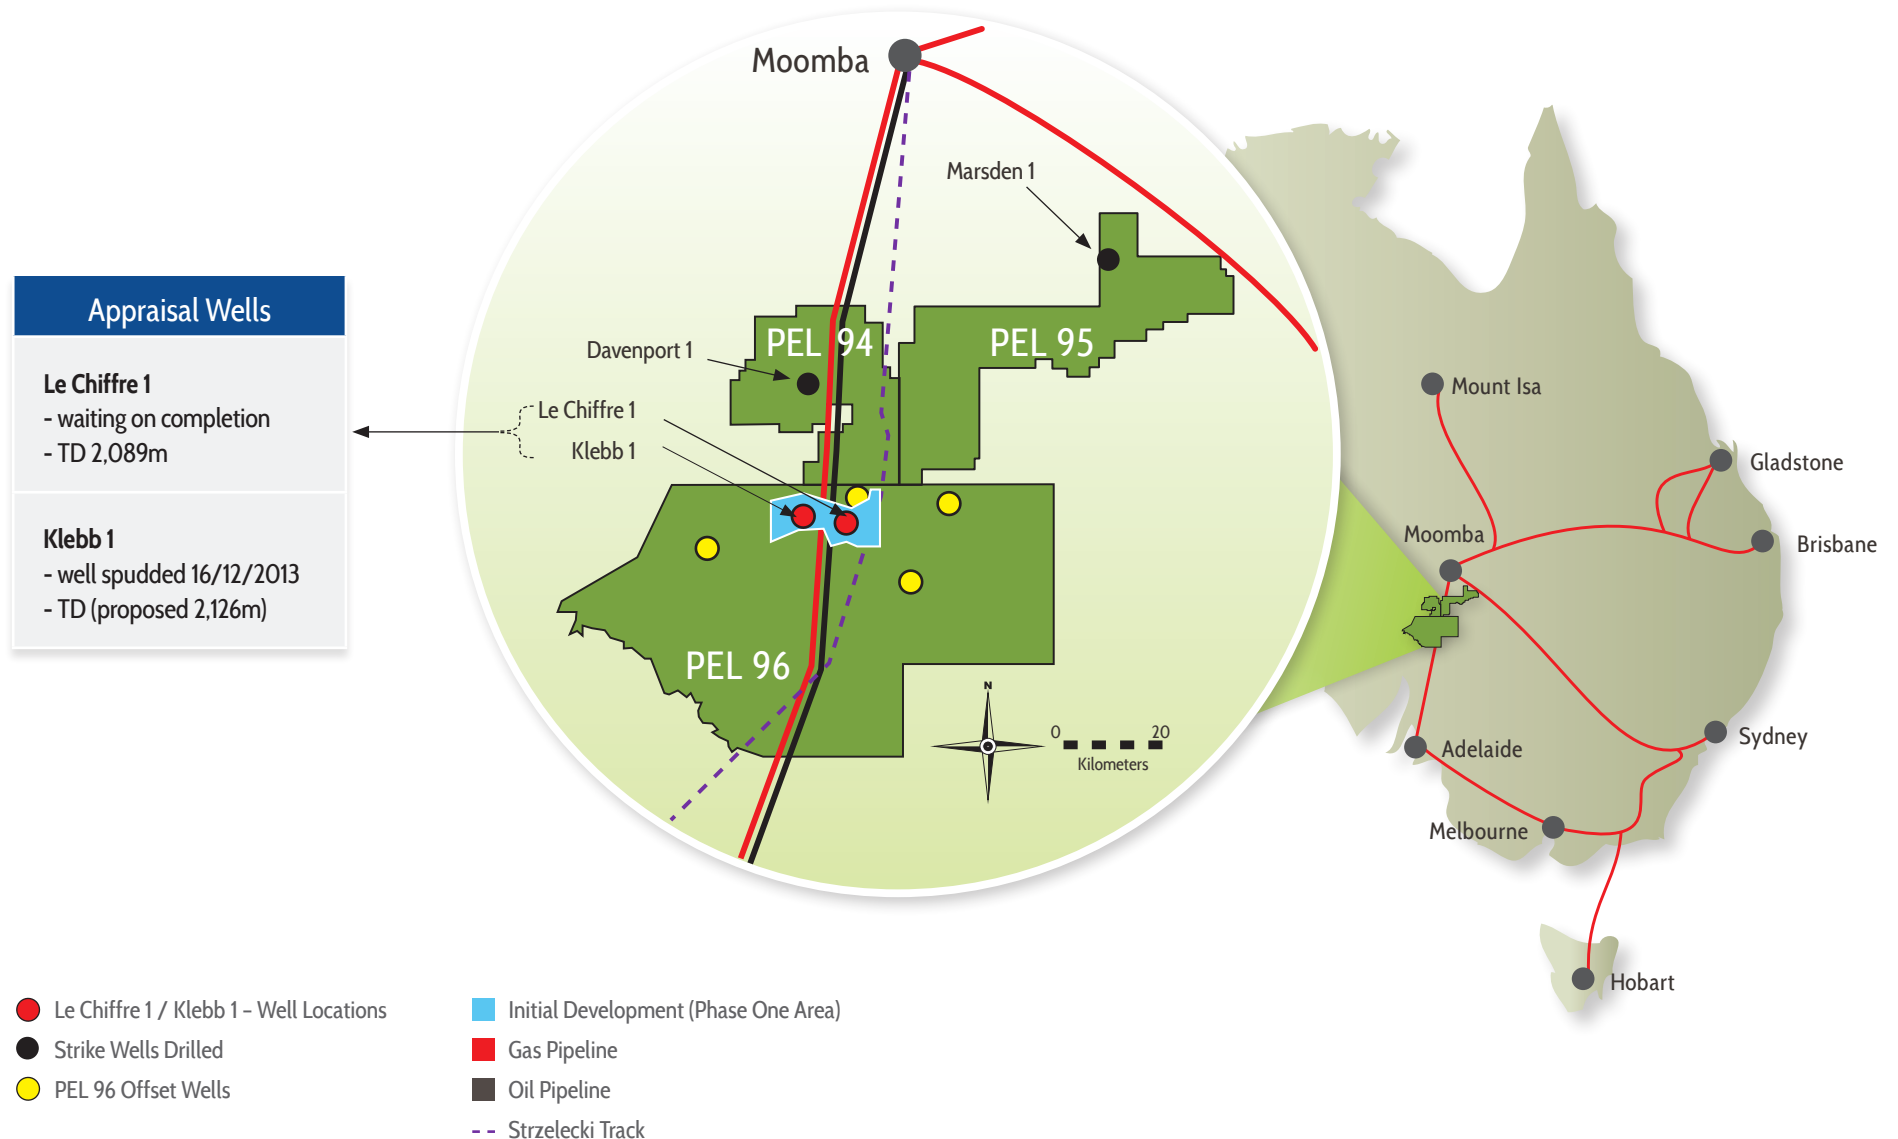 Moomba
Marsden 1
Appraisal Wells
Le Chiffre 1
- waiting on completion
- TD 2,089m
Klebb 1
- well spudded 16/12/2013
- TD (proposed 2,126m)
PEL 94
PEL 95
Davenport 1
Le Chiffre 1
Klebb 1
PEL 96
N
0 20
Kilometers
Mount Isa
Gladstone
Moomba
Brisbane
Sydney
Adelaide
Melbourne
Hobart
Le Chiffre 1 / Klebb 1 – Well Locations
Strike Wells Drilled
PEL 96 Offset Wells
Initial Development (Phase One Area)
Gas Pipeline
Oil Pipeline
Strzelecki Track